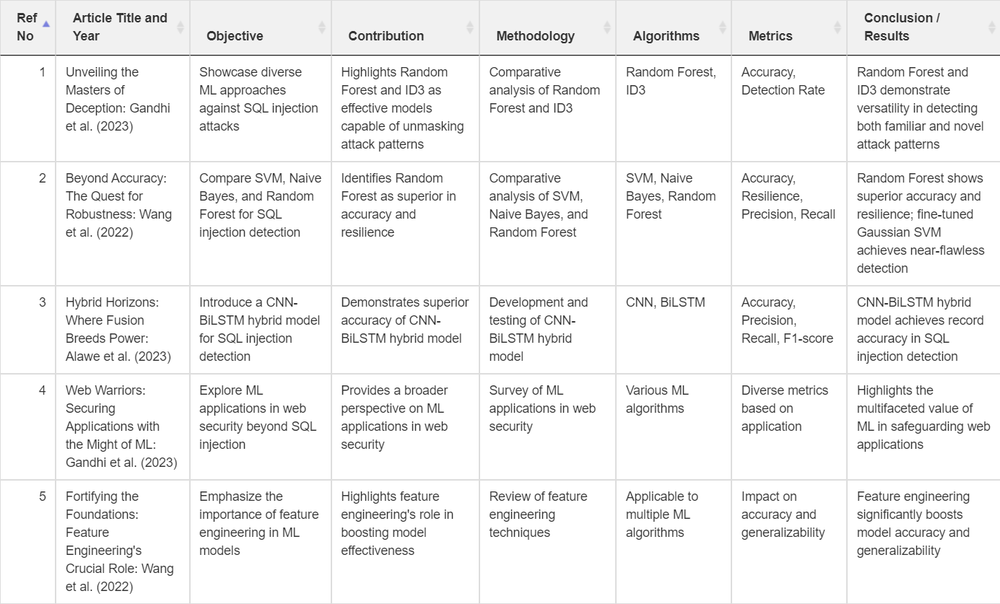 Ref No
Article Title and Year
Objective
Contribution
Methodology
Algorithms
Metrics
Conclusion / Results
1
Unveiling the
Masters of
Deception: Gandhi
et al. (2023)
Showcase diverse
ML approaches
against SQL injection
attacks
Highlights Random
Forest and ID3 as
effective models
capable of unmasking
attack patterns
Comparative
analysis of Random
Forest and ID3
Random Forest,
ID3
Accuracy,
Detection Rate
Random Forest and
ID3 demonstrate
versatility in detecting
both familiar and novel
attack patterns
2
Beyond Accuracy:
The Quest for
Robustness: Wang
et al. (2022)
Compare SVM, Naive
Bayes, and Random
Forest for SQL
injection detection
Identifies Random
Forest as superior in
accuracy and
resilience
Comparative
analysis of SVM,
Naive Bayes, and
Random Forest
SVM, Naive
Bayes, Random
Forest
Accuracy,
Resilience,
Precision, Recall
Random Forest shows
superior accuracy and
resilience; fine-tuned
Gaussian SVM
achieves near-flawless
detection
3
Hybrid Horizons:
Where Fusion
Breeds Power:
Alawe et al. (2023)
Introduce a CNN-
BiLSTM hybrid model
for SQL injection
detection
Demonstrates superior
accuracy of CNN-
BiLSTM hybrid model
Development and
testing of CNN-
BiLSTM hybrid
model
CNN, BiLSTM
Accuracy,
Precision,
Recall, F1-score
CNN-BiLSTM hybrid
model achieves record
accuracy in SQL
injection detection
4
Web Warriors:
Securing
Applications with
the Might of ML:
Gandhi et al. (2023)
Explore ML
applications in web
security beyond SQL
injection
Provides a broader
perspective on ML
applications in web
security
Survey of ML
applications in web
security
Various ML
algorithms
Diverse metrics
based on
application
Highlights the
multifaceted value of
ML in safeguarding web
applications
5
Fortifying the
Foundations:
Feature
Engineering's
Crucial Role: Wang
et al. (2022)
Emphasize the
importance of feature
engineering in ML
models
Highlights feature
engineering's role in
boosting model
effectiveness
Review of feature
engineering
techniques
Applicable to
multiple ML
algorithms
Impact on
accuracy and
generalizability
Feature engineering
significantly boosts
model accuracy and
generalizability